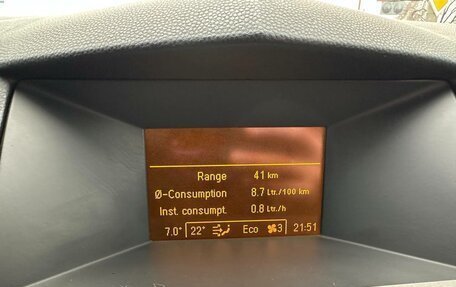 Range 41 km
Ø-Consumption 8.7 Ltr./100 km
Inst. consumpt. 0.8 Ltr./h
7.0° 22° Eco 3 21:51